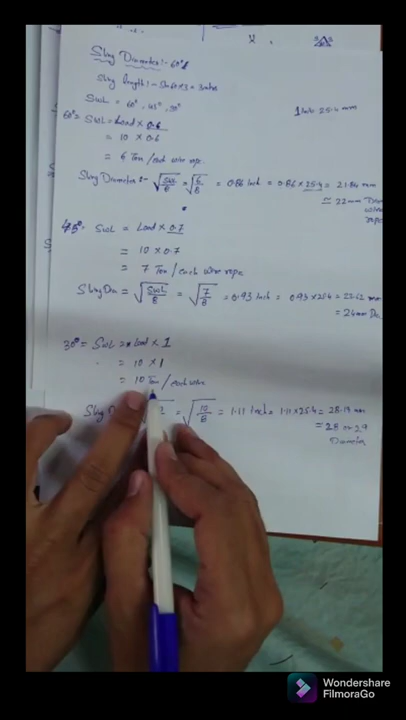 Sling Diameter:- 60°
Sling length:-
SWL = 60°, 45°, 30°
1 Inch 25.4 mm
60° = SWL = Load × 0.6
= 10 × 0.6
= 6 Ton / each wire rope.
Sling Diameter = √SWL/8 = √6/8 = 0.86 Inch = 0.86 × 25.4 = 21.84 mm
≅ 22 mm
wire
rope
45° = SWL = Load × 0.7
= 10 × 0.7
= 7 Ton / each wire rope
Sling Dia = √SWL/8 = √7/8 = 0.93 Inch = 0.93 × 25.4 = 23.62 mm
= 24mm Dia.
30° = SWL = Load × 1
= 10 × 1
= 10 Ton / each wire
Sling = √10/8 = 1.11 Inch = 1.11 × 25.4 = 28.19 mm
= 28 or 29
Diameter
Wondershare
FilmoraGo